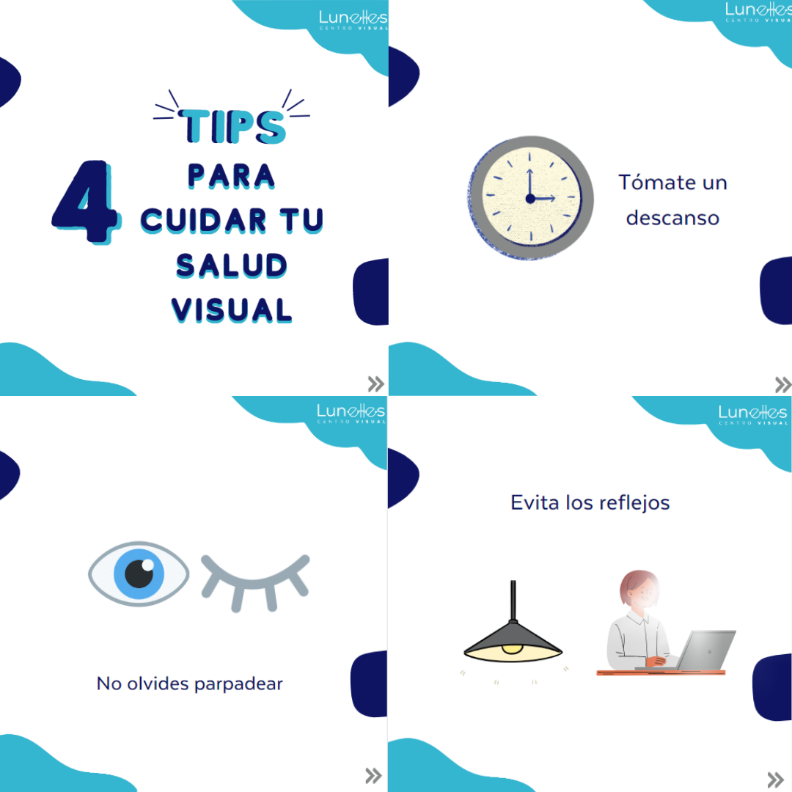 Lunettes
CENTRO VISUAL
TIPS
4
PARA
CUIDAR TU
SALUD
VISUAL
Lunettes
CENTRO VISUAL
Tómate un
descanso
Lunettes
CENTRO VISUAL
No olvides parpadear
Lunettes
CENTRO VISUAL
Evita los reflejos